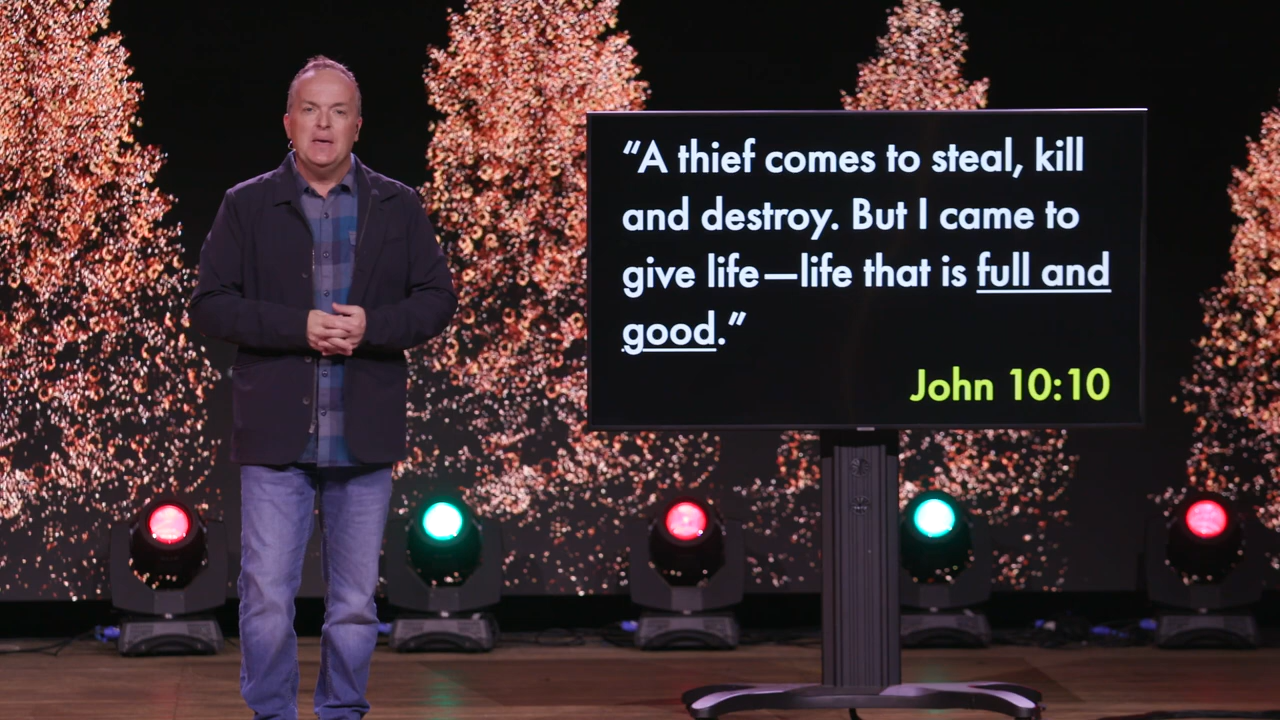 “A thief comes to steal, kill
and destroy. But I came to
give life—life that is full and
good.”
John 10:10